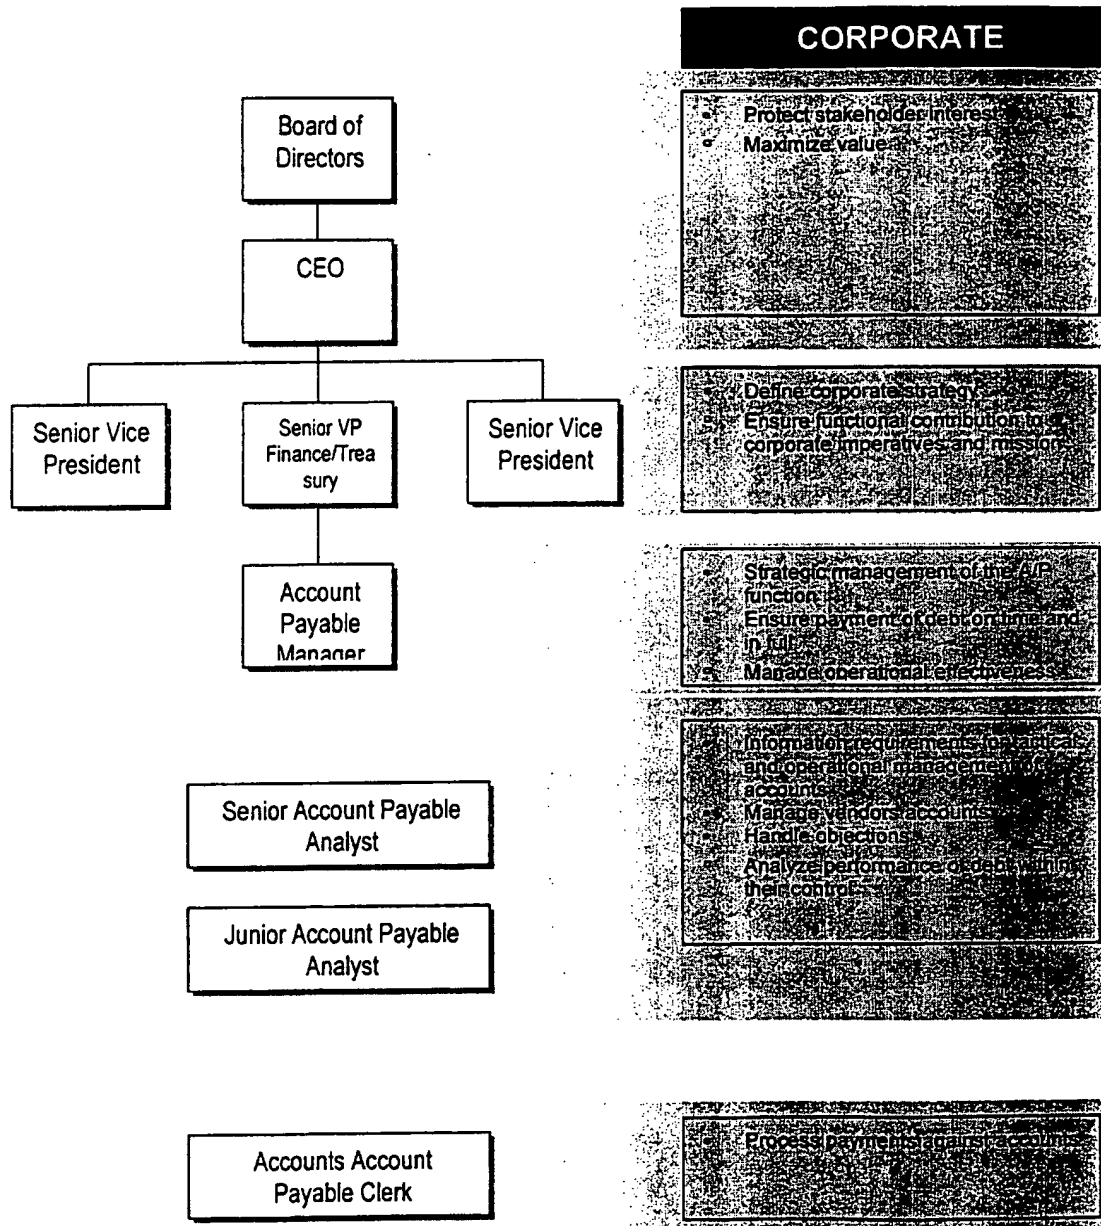 CORPORATE
Board of
Directors
• Protect stakeholder interest
• Maximize value
CEO
Senior Vice
President
Senior VP
Finance/Trea
sury
Senior Vice
President
• Define corporate strategy
• Ensure functional contribution to
corporate imperatives and mission
Account
Payable
Manager
• Strategic management of the A/P
function
• Ensure payment of debt on time and
in full
• Manage operational effectiveness
Senior Account Payable
Analyst
Junior Account Payable
Analyst
• Information requirements for tactical
and operational management of
accounts
• Manage vendors accounts
• Handle objections
• Analyze performance of debt within
their control
Accounts Account
Payable Clerk
• Process payments against accounts